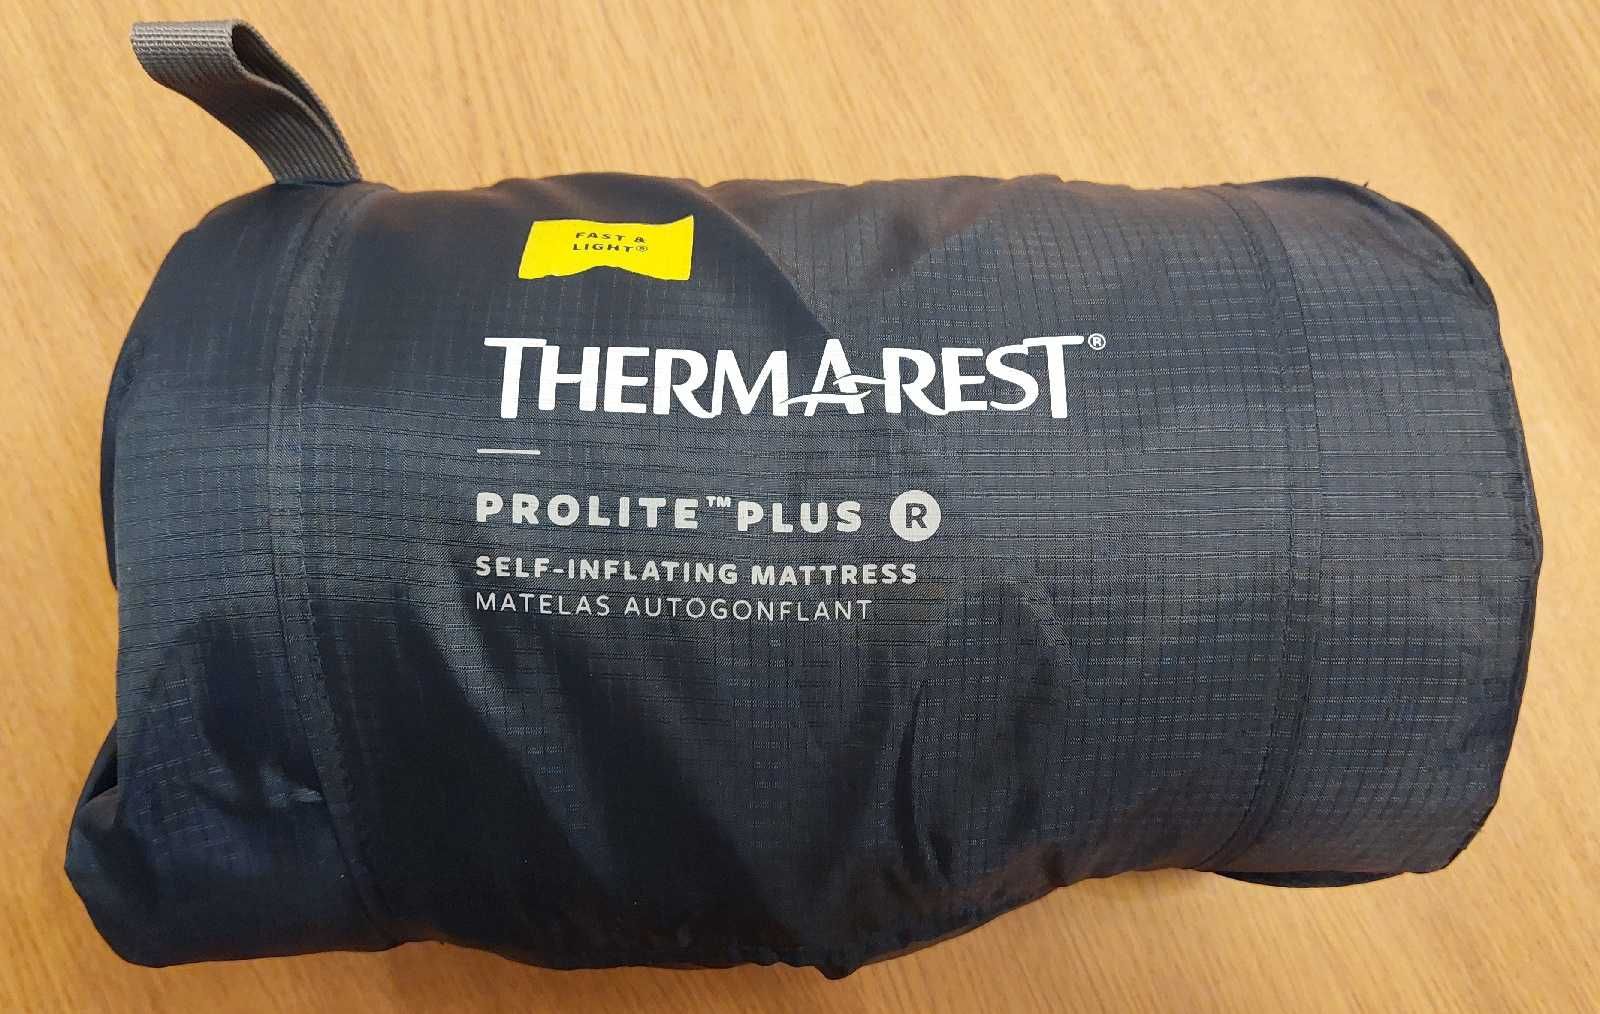 FAST &
LIGHT®
THERMAREST®
PROLITE™ PLUS R
SELF-INFLATING MATTRESS
MATELAS AUTOGONFLANT